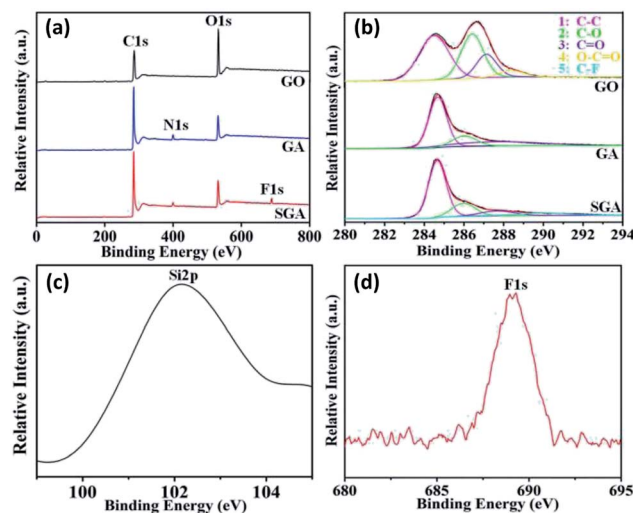 (a)
C1s
O1s
GO
N1s
GA
F1s
SGA
0 200 400 600 800
Binding Energy (eV)
Relative Intensity (a.u.)
(b)
1: C-C
2: C-O
3: C=O
4: O-C=O
5: C-F
GO
GA
SGA
280 282 284 286 288 290 292 294
Binding Energy (eV)
Relative Intensity (a.u.)
(c)
Si2p
100 102 104
Binding Energy (eV)
Relative Intensity (a.u.)
(d)
F1s
680 685 690 695
Binding Energy (eV)
Relative Intensity (a.u.)